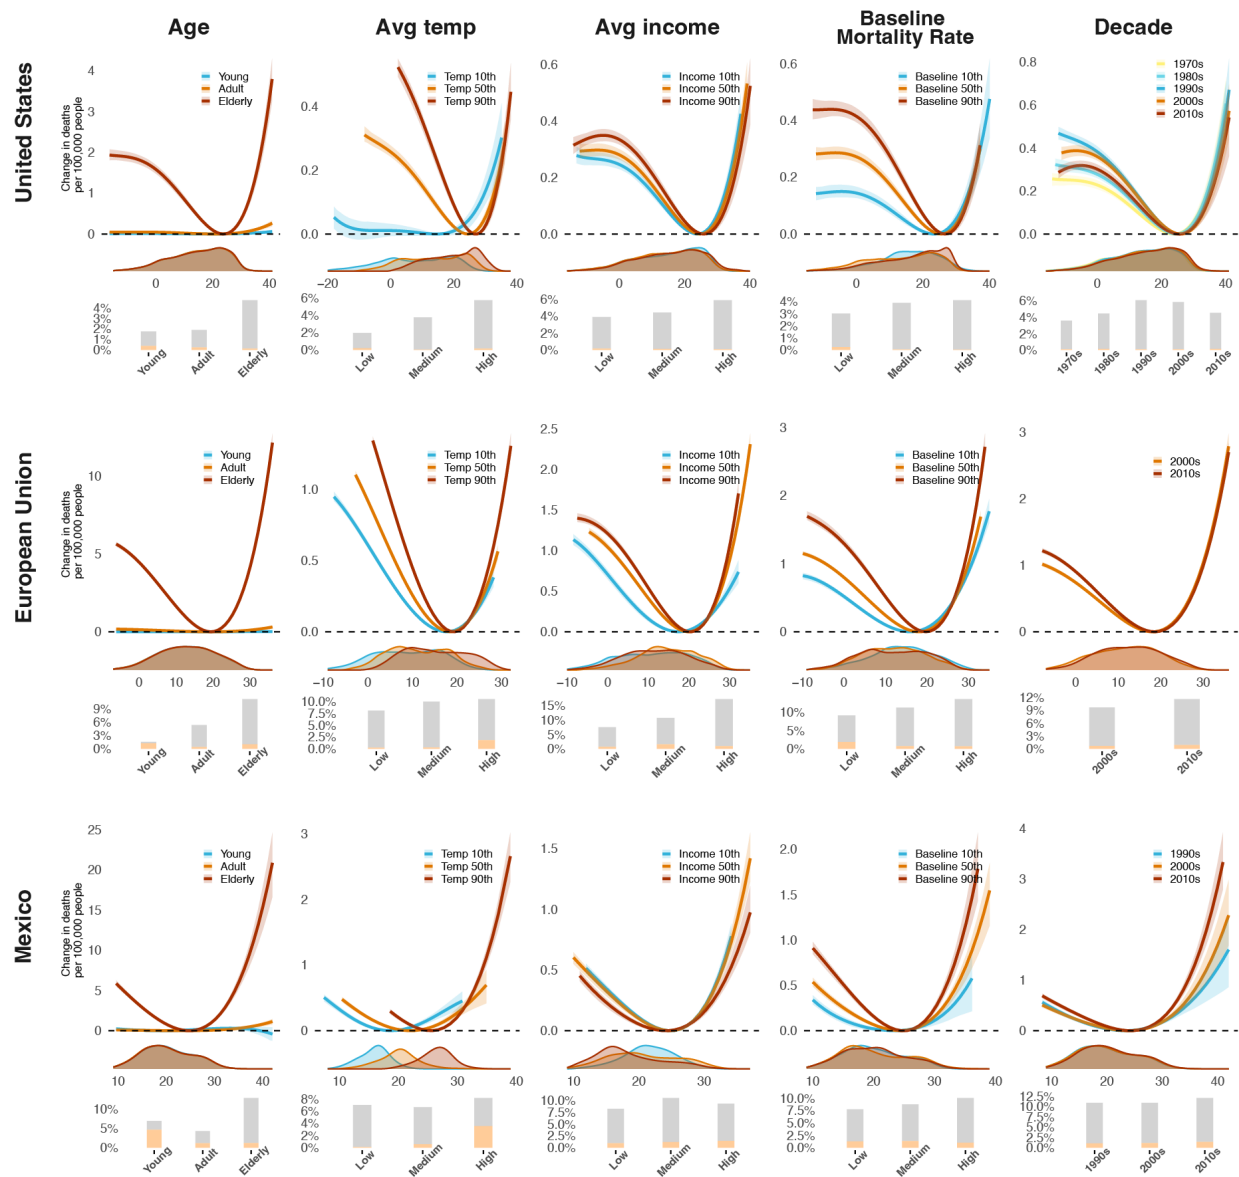 Age
Avg temp
Avg income
Baseline
Mortality Rate
Decade
United States
Change in deaths
per 100,000 people
4
3
2
1
0
Young
Adult
Elderly
0
20
40
4%
3%
2%
1%
0%
Young
Adult
Elderly
0.4
0.2
0.0
Temp 10th
Temp 50th
Temp 90th
−20
0
20
40
6%
4%
2%
0%
Low
Medium
High
0.6
0.4
0.2
0.0
Income 10th
Income 50th
Income 90th
0
20
40
6%
4%
2%
0%
Low
Medium
High
0.6
0.4
0.2
0.0
Baseline 10th
Baseline 50th
Baseline 90th
0
20
40
4%
3%
2%
1%
0%
Low
Medium
High
0.8
0.6
0.4
0.2
0.0
1970s
1980s
1990s
2000s
2010s
0
20
40
6%
4%
2%
0%
1970s
1980s
1990s
2000s
2010s
European Union
Change in deaths
per 100,000 people
10
5
0
Young
Adult
Elderly
0
10
20
30
9%
6%
3%
0%
Young
Adult
Elderly
1.0
0.5
0.0
Temp 10th
Temp 50th
Temp 90th
−10
0
10
20
30
10.0%
7.5%
5.0%
2.5%
0.0%
Low
Medium
High
2.5
2.0
1.5
1.0
0.5
0.0
Income 10th
Income 50th
Income 90th
−10
0
10
20
30
15%
10%
5%
0%
Low
Medium
High
3
2
1
0
Baseline 10th
Baseline 50th
Baseline 90th
−10
0
10
20
30
10%
5%
0%
Low
Medium
High
3
2
1
0
2000s
2010s
0
10
20
30
12%
9%
6%
3%
0%
2000s
2010s
Mexico
Change in deaths
per 100,000 people
25
20
15
10
5
0
Young
Adult
Elderly
10
20
30
40
10%
5%
0%
Young
Adult
Elderly
3
2
1
0
Temp 10th
Temp 50th
Temp 90th
10
20
30
40
8%
6%
4%
2%
0%
Low
Medium
High
1.5
1.0
0.5
0.0
Income 10th
Income 50th
Income 90th
10
20
30
10.0%
7.5%
5.0%
2.5%
0.0%
Low
Medium
High
2.0
1.5
1.0
0.5
0.0
Baseline 10th
Baseline 50th
Baseline 90th
10
20
30
40
10.0%
7.5%
5.0%
2.5%
0.0%
Low
Medium
High
4
3
2
1
0
1990s
2000s
2010s
10
20
30
40
12.5%
10.0%
7.5%
5.0%
2.5%
0.0%
1990s
2000s
2010s